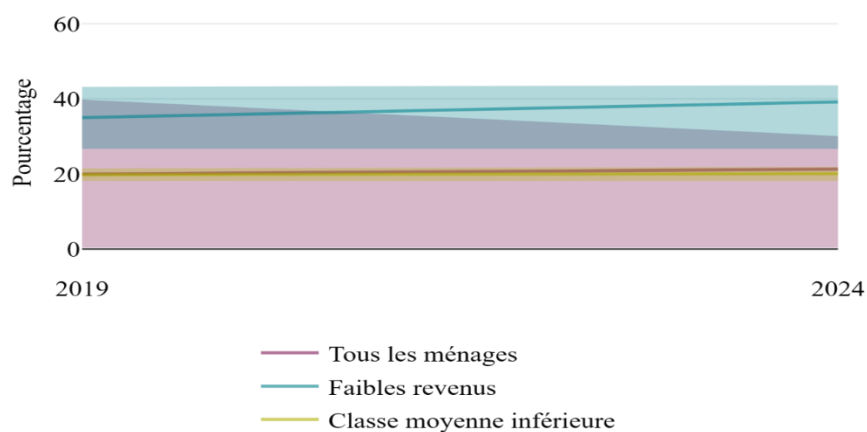 60
40
20
0
Pourcentage
2019
2024
Tous les ménages
Faibles revenus
Classe moyenne inférieure